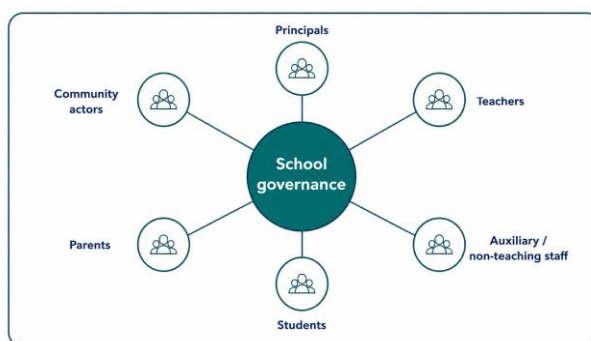 Principals
Community
actors
Teachers
School
governance
Parents
Auxiliary /
non-teaching staff
Students